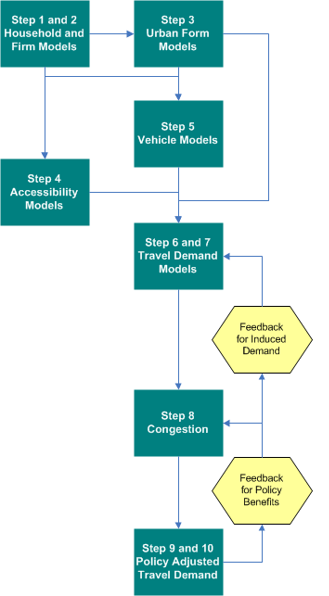 Step 1 and 2
Household and
Firm Models
Step 3
Urban Form
Models
Step 5
Vehicle Models
Step 4
Accessibility
Models
Step 6 and 7
Travel Demand
Models
Feedback
for Induced
Demand
Step 8
Congestion
Feedback
for Policy
Benefits
Step 9 and 10
Policy Adjusted
Travel Demand